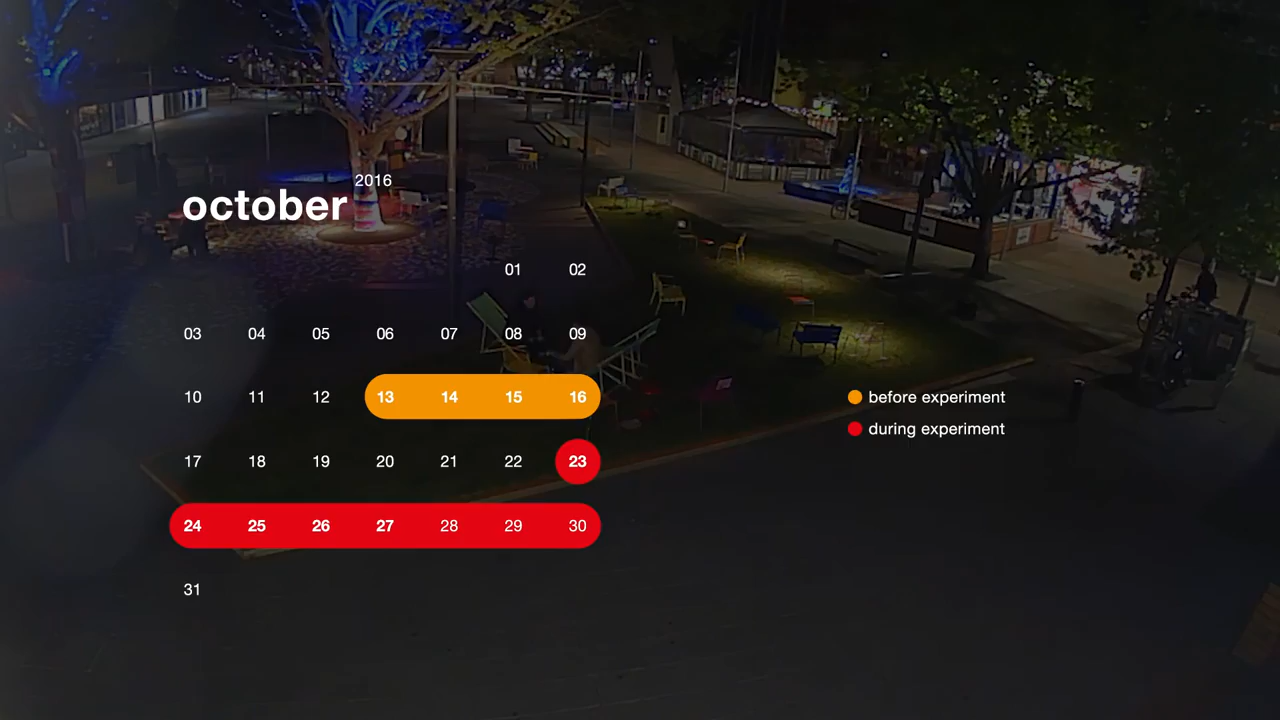 2016
october
01 02
03 04 05 06 07 08 09
10 11 12 13 14 15 16
17 18 19 20 21 22 23
24 25 26 27 28 29 30
31
before experiment
during experiment